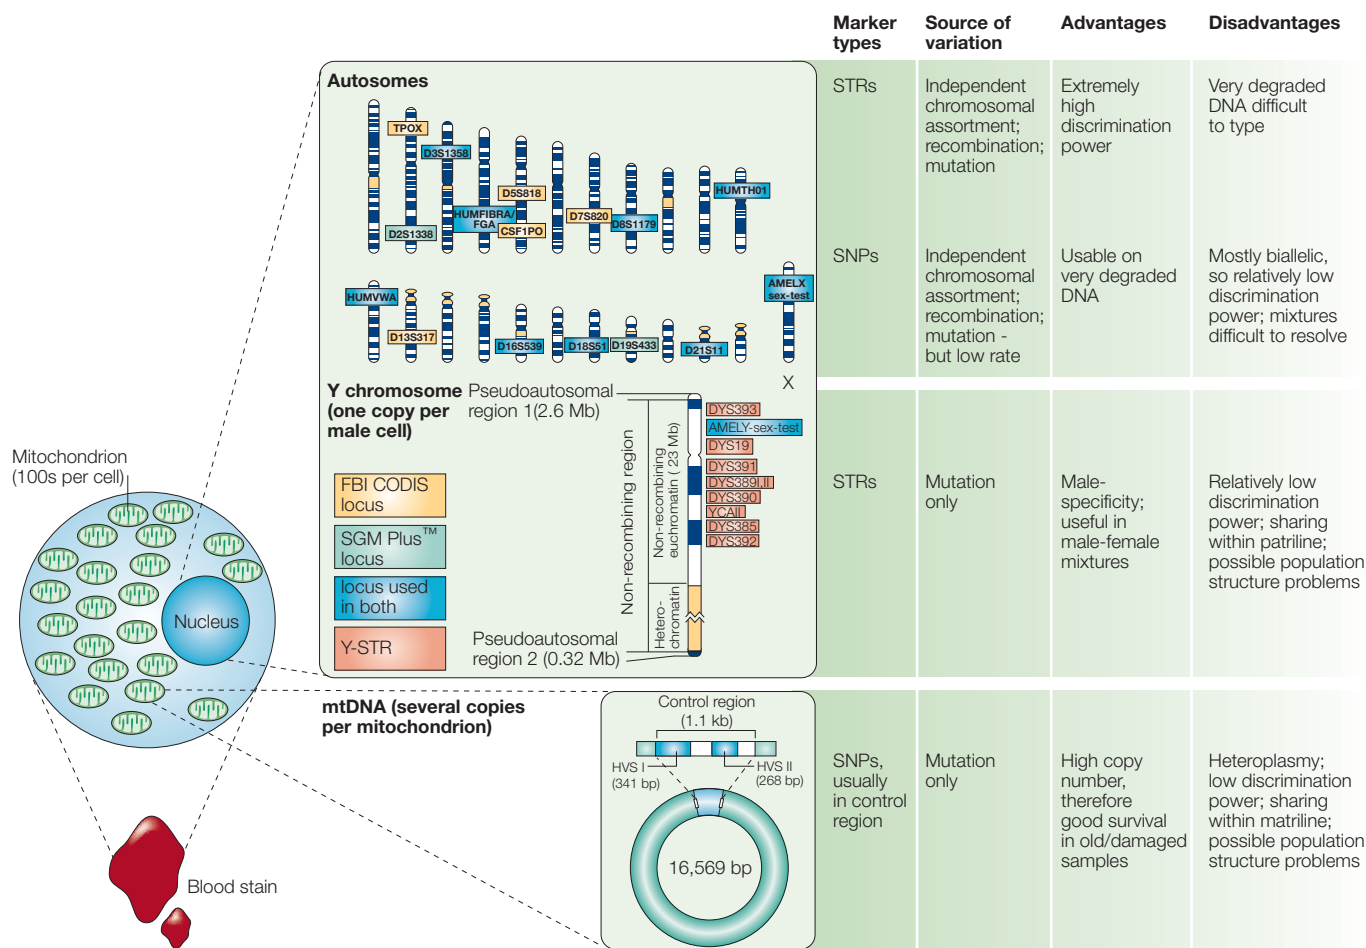 Marker types
Source of variation
Advantages
Disadvantages
Autosomes
TPOX
D3S1358
D5S818
HUMTH01
HUMFIBRA/
FGA
D7S820
D8S1179
D2S1338
CSF1PO
STRs
Independent
chromosomal
assortment;
recombination;
mutation
Extremely
high
discrimination
power
Very degraded
DNA difficult
to type
HUMVWA
AMELX
sex-test
D13S317
D16S539
D18S51
D19S433
D21S11
X
SNPs
Independent
chromosomal
assortment;
recombination;
mutation -
but low rate
Usable on
very degraded
DNA
Mostly biallelic,
so relatively low
discrimination
power; mixtures
difficult to resolve
Y chromosome
(one copy per
male cell)
Pseudoautosomal
region 1(2.6 Mb)
Non-recombining region
Non-recombining
euchromatin ( 23 Mb)
Hetero-
chromatin
DYS393
AMELY-sex-test
DYS19
DYS391
DYS389I,II
DYS390
YCAII
DYS385
DYS392
Pseudoautosomal
region 2 (0.32 Mb)
FBI CODIS
locus
SGM Plus™
locus
locus used
in both
Y-STR
STRs
Mutation
only
Male-
specificity;
useful in
male-female
mixtures
Relatively low
discrimination
power; sharing
within patriline;
possible population
structure problems
Mitochondrion
(100s per cell)
Nucleus
Blood stain
mtDNA (several copies
per mitochondrion)
Control region
(1.1 kb)
HVS I
(341 bp)
HVS II
(268 bp)
16,569 bp
SNPs,
usually
in control
region
Mutation
only
High copy
number,
therefore
good survival
in old/damaged
samples
Heteroplasmy;
low discrimination
power; sharing
within matriline;
possible population
structure problems